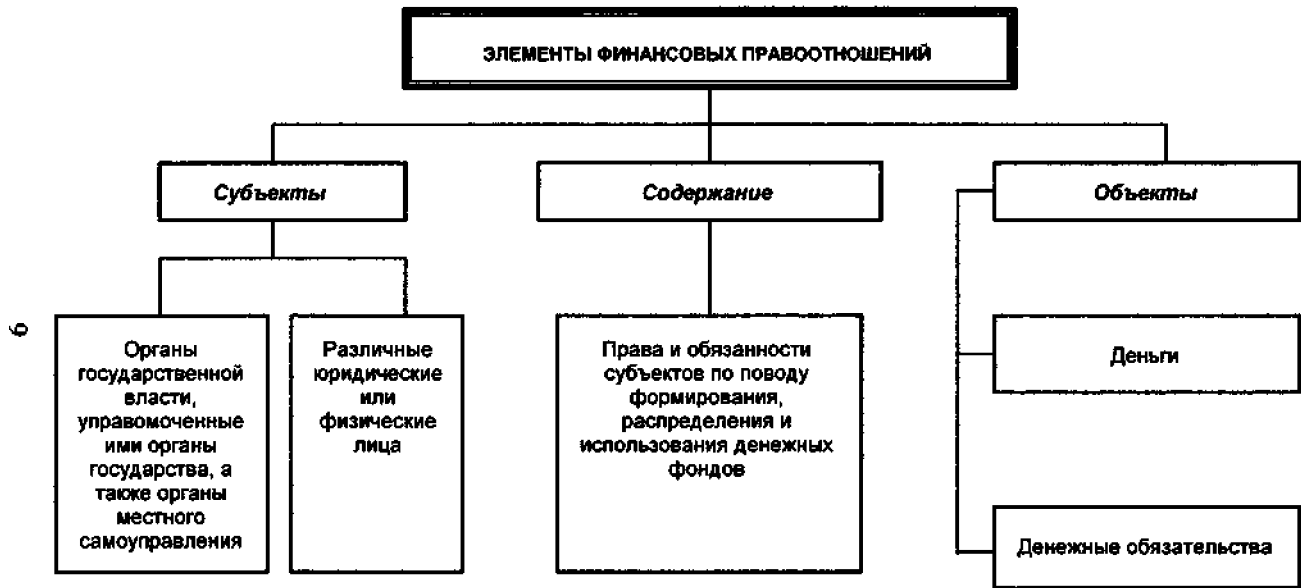 ЭЛЕМЕНТЫ ФИНАНСОВЫХ ПРАВООТНОШЕНИЙ
Субъекты
Содержание
Объекты
Органы
государственной
власти,
управомоченные
ими органы
государства, а
также органы
местного
самоуправления
Различные
юридические
или
физические
лица
Права и обязанности
субъектов по поводу
формирования,
распределения и
использования денежных
фондов
Деньги
Денежные обязательства